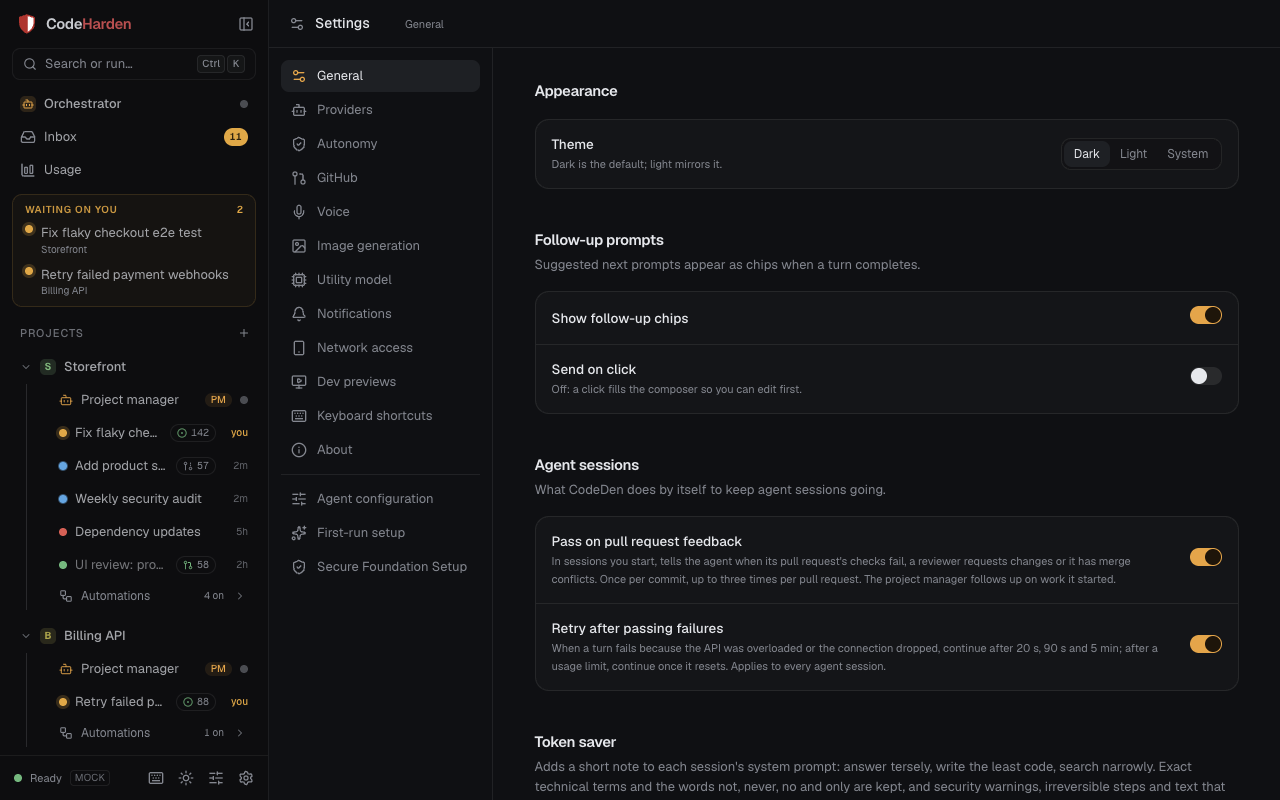 CodeHarden
Search or run…
Ctrl K
Orchestrator
Inbox
11
Usage
WAITING ON YOU
2
Fix flaky checkout e2e test
Storefront
Retry failed payment webhooks
Billing API
PROJECTS
S Storefront
Project manager PM
Fix flaky che… 142 you
Add product s… 57 2m
Weekly security audit 2m
Dependency updates 5h
UI review: pro… 58 2h
Automations 4 on
B Billing API
Project manager PM
Retry failed p… 88 you
Automations 1 on
Ready MOCK
Settings General
General
Providers
Autonomy
GitHub
Voice
Image generation
Utility model
Notifications
Network access
Dev previews
Keyboard shortcuts
About
Agent configuration
First-run setup
Secure Foundation Setup
Appearance
Theme
Dark is the default; light mirrors it.
Dark Light System
Follow-up prompts
Suggested next prompts appear as chips when a turn completes.
Show follow-up chips
Send on click
Off: a click fills the composer so you can edit first.
Agent sessions
What CodeDen does by itself to keep agent sessions going.
Pass on pull request feedback
In sessions you start, tells the agent when its pull request's checks fail, a reviewer requests changes or it has merge
conflicts. Once per commit, up to three times per pull request. The project manager follows up on work it started.
Retry after passing failures
When a turn fails because the API was overloaded or the connection dropped, continue after 20 s, 90 s and 5 min; after a
usage limit, continue once it resets. Applies to every agent session.
Token saver
Adds a short note to each session's system prompt: answer tersely, write the least code, search narrowly. Exact
technical terms and the words not, never, no and only are kept, and security warnings, irreversible steps and text that